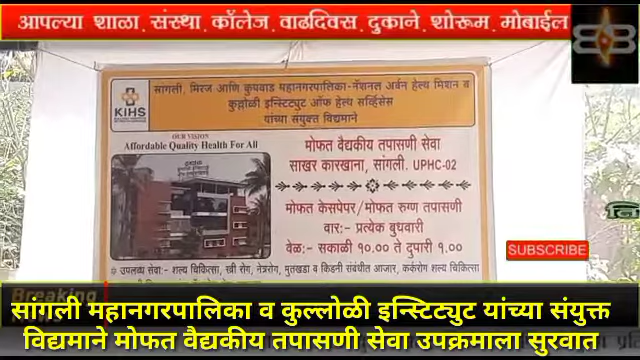 आपल्या शाळा, संस्था, कॉलेज, वाढदिवस, दुकाने, शोरूम, मोबाईल
सांगली, मिरज आणि कुपवाड महानगरपालिका-नॅशनल अर्बन हेल्थ मिशन व
कुल्लोळी इन्स्टिट्युट ऑफ हेल्थ सर्व्हिसेस
यांच्या संयुक्त विद्यमाने
KIHS
OUR VISION
Affordable Quality Health For All
मोफत वैद्यकीय तपासणी सेवा
साखर कारखाना, सांगली. UPHC-02
मोफत केसपेपर/मोफत रुग्ण तपासणी
वार:- प्रत्येक बुधवारी
वेळ:- सकाळी १०.०० ते दुपारी १.००
उपलब्ध सेवा:- शल्य चिकित्सा, स्त्री रोग, नेत्ररोग, मुतखडा व किडनी संबंधीत आजार, कर्करोग शल्य चिकित्सा
SUBSCRIBE
Breaking
सांगली महानगरपालिका व कुल्लोळी इन्स्टिट्युट यांच्या संयुक्त
विद्यमाने मोफत वैद्यकीय तपासणी सेवा उपक्रमाला सुरवात